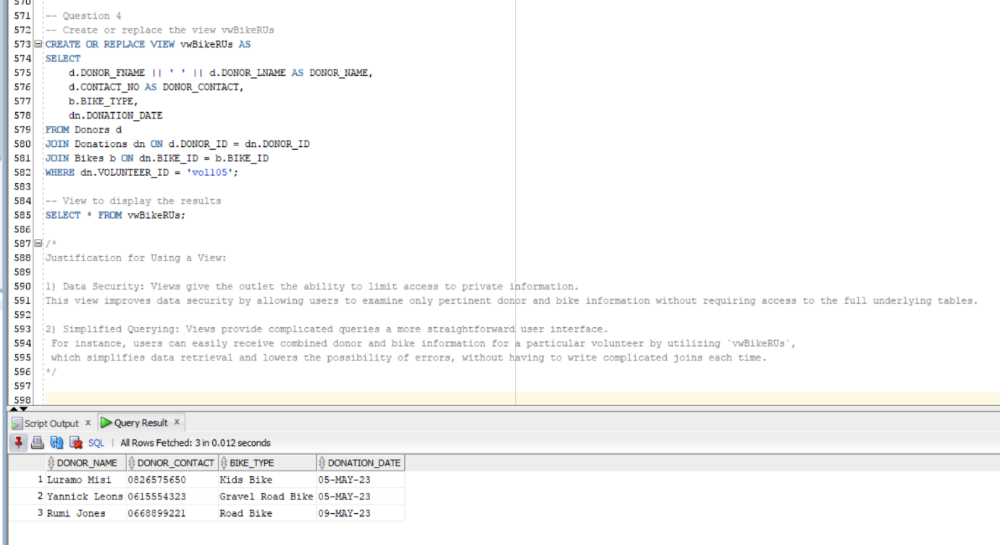 570
571 -- Question 4
572 -- Create or replace the view vwBikeRUs
573 CREATE OR REPLACE VIEW vwBikeRUs AS
574 SELECT
575 d.DONOR_FNAME || ' ' || d.DONOR_LNAME AS DONOR_NAME,
576 d.CONTACT_NO AS DONOR_CONTACT,
577 b.BIKE_TYPE,
578 dn.DONATION_DATE
579 FROM Donors d
580 JOIN Donations dn ON d.DONOR_ID = dn.DONOR_ID
581 JOIN Bikes b ON dn.BIKE_ID = b.BIKE_ID
582 WHERE dn.VOLUNTEER_ID = 'vol105';
583
584 -- View to display the results
585 SELECT * FROM vwBikeRUs;
586
587 /*
588 Justification for Using a View:
589
590 1) Data Security: Views give the outlet the ability to limit access to private information.
591 This view improves data security by allowing users to examine only pertinent donor and bike information without requiring access to the full underlying tables.
592
593 2) Simplified Querying: Views provide complicated queries a more straightforward user interface.
594 For instance, users can easily receive combined donor and bike information for a particular volunteer by utilizing `vwBikeRUs`,
595 which simplifies data retrieval and lowers the possibility of errors, without having to write complicated joins each time.
596 */
597
598
Script Output x Query Result x
SQL | All Rows Fetched: 3 in 0.012 seconds
DONOR_NAME DONOR_CONTACT BIKE_TYPE DONATION_DATE
1 Luramo Misi 0826575650 Kids Bike 05-MAY-23
2 Yannick Leons 0615554323 Gravel Road Bike 05-MAY-23
3 Rumi Jones 0668899221 Road Bike 09-MAY-23